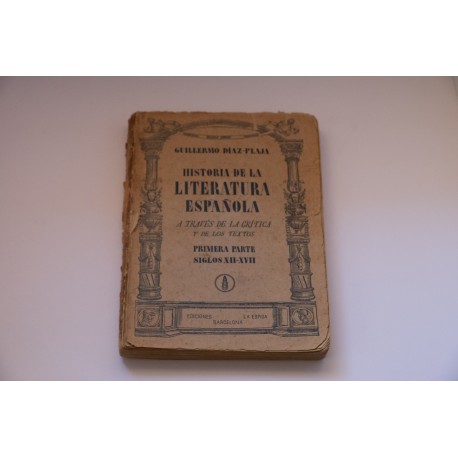 GUILLERMO DÍAZ-PLAJA
HISTORIA DE LA
LITERATURA
ESPAÑOLA
A TRAVÉS DE LA CRÍTICA
Y DE LOS TEXTOS
PRIMERA PARTE
SIGLOS XII-XVII
EDICIONES LA ESPIGA
BARCELONA